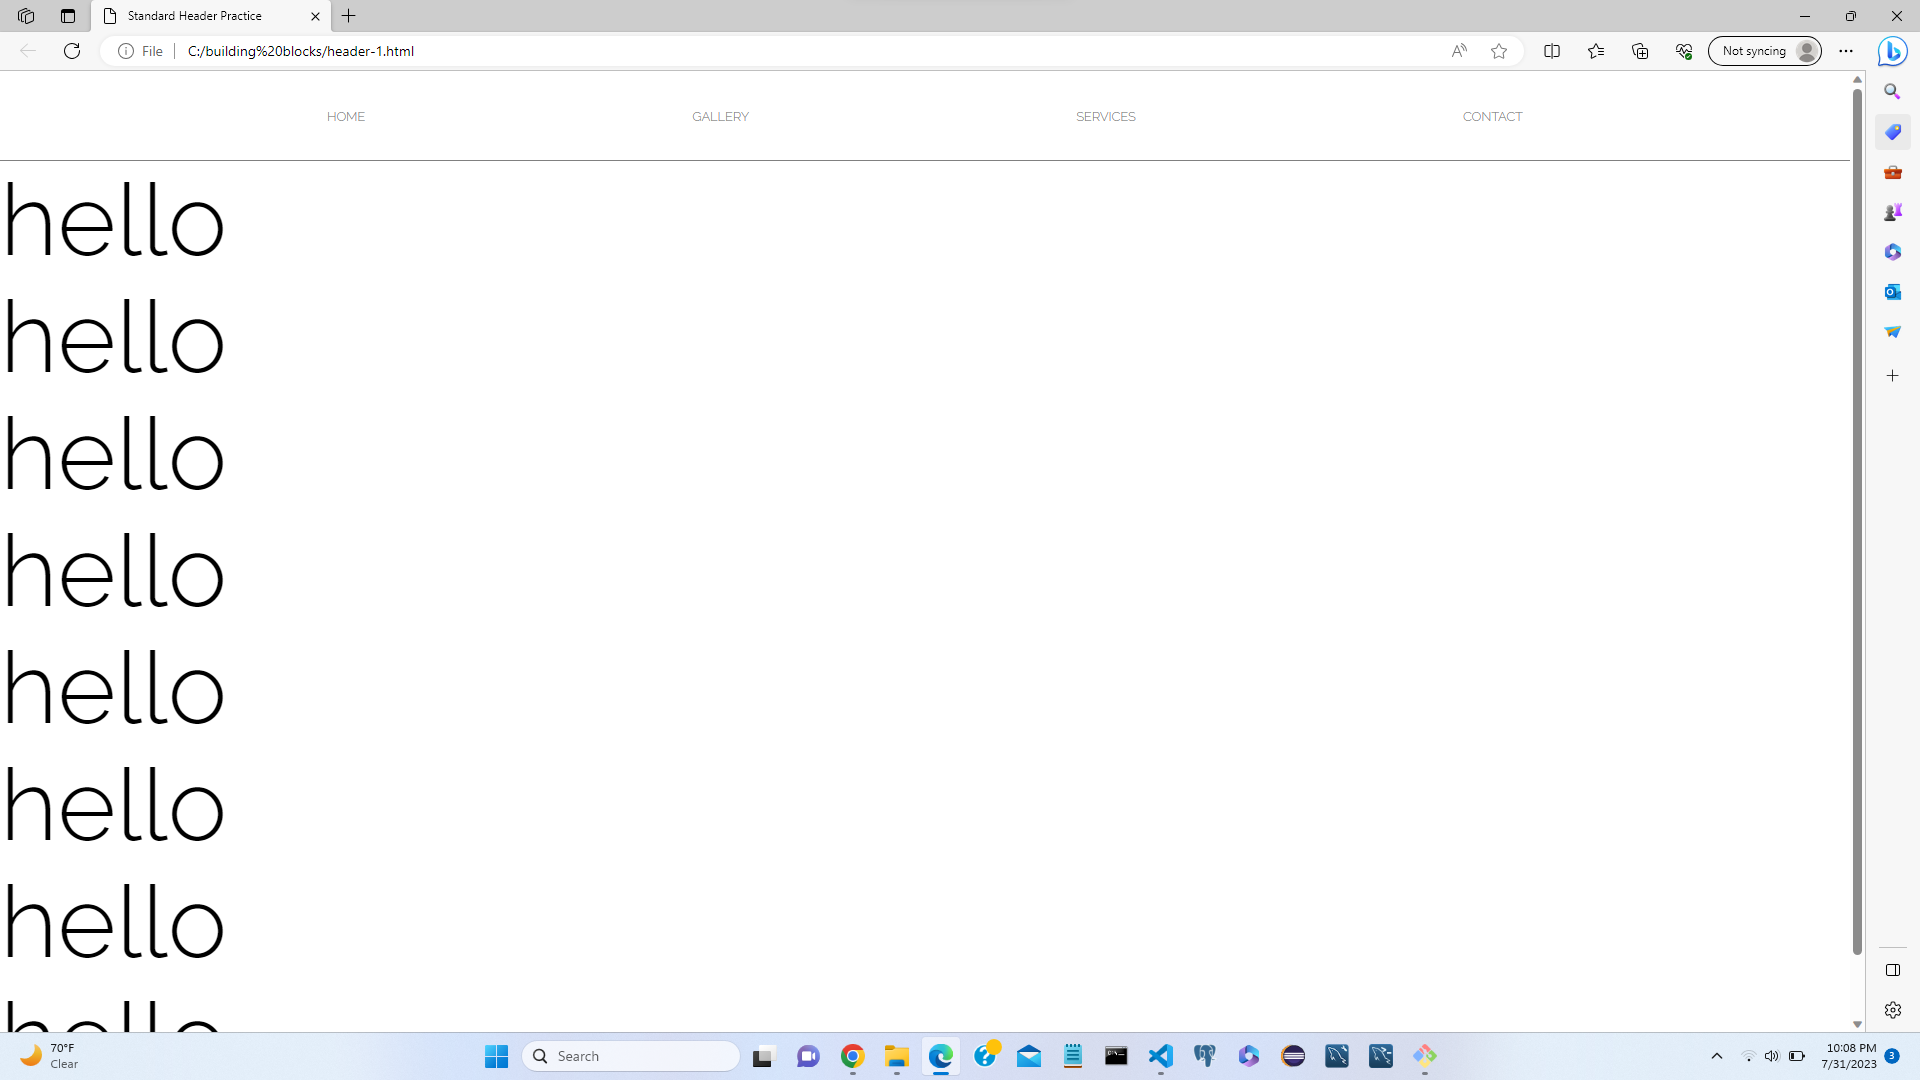 Standard Header Practice
File C:/building%20blocks/header-1.html
Not syncing
HOME GALLERY SERVICES CONTACT
hello
hello
hello
hello
hello
hello
hello
hello
70°F
Clear
Search
10:08 PM
7/31/2023
3